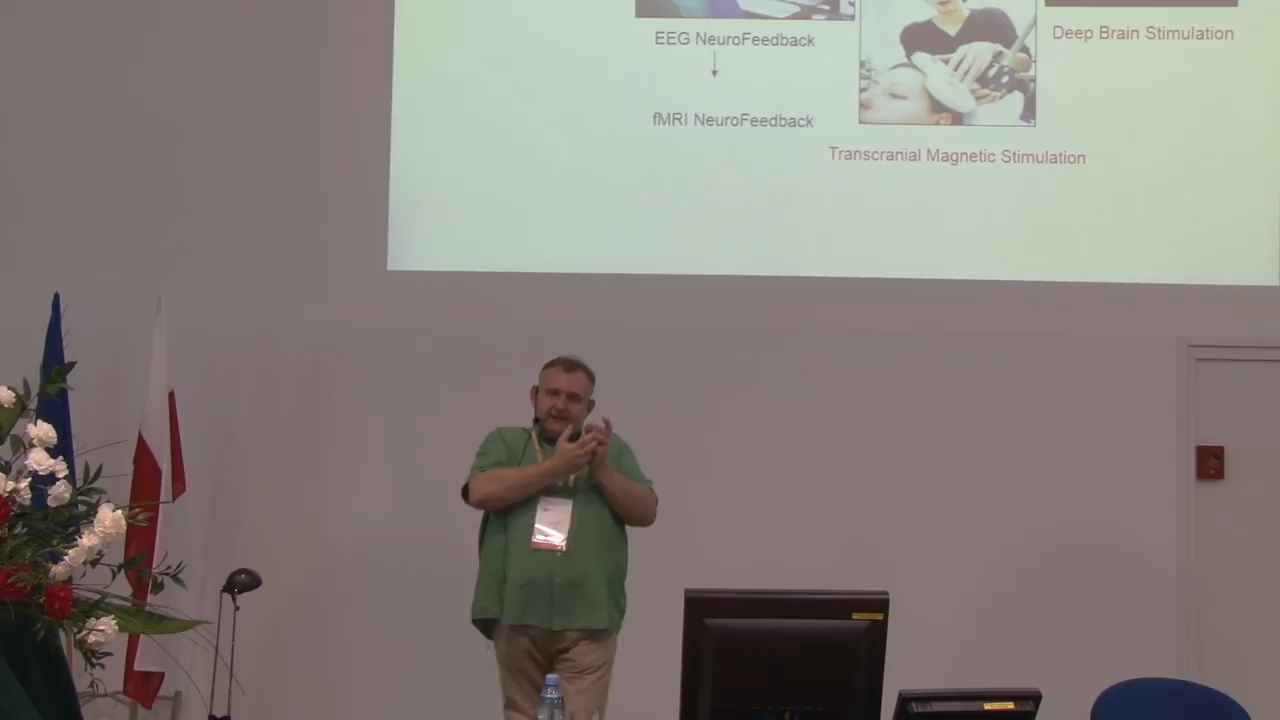 EEG NeuroFeedback
Deep Brain Stimulation
fMRI NeuroFeedback
Transcranial Magnetic Stimulation